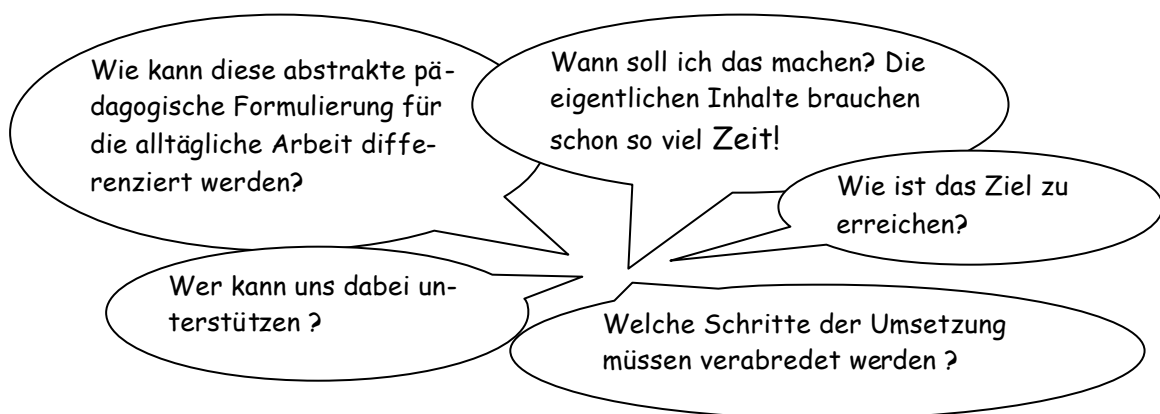 Wie kann diese abstrakte pä-
dagogische Formulierung für
die alltägliche Arbeit diffe-
renziert werden?
Wann soll ich das machen? Die
eigentlichen Inhalte brauchen
schon so viel Zeit!
Wie ist das Ziel zu
erreichen?
Wer kann uns dabei un-
terstützen ?
Welche Schritte der Umsetzung
müssen verabredet werden ?